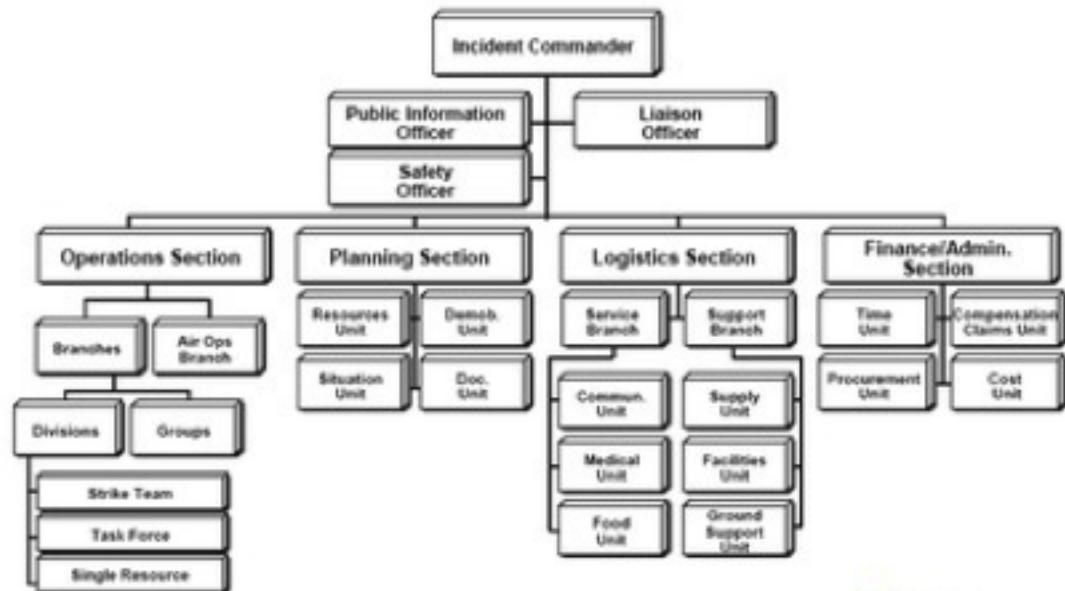 Incident Commander
Public Information
Officer
Liaison
Officer
Safety
Officer
Operations Section
Planning Section
Logistics Section
Finance/Admin.
Section
Branches
Air Ops
Branch
Divisions
Groups
Strike Team
Task Force
Single Resource
Resources
Unit
Demob.
Unit
Situation
Unit
Doc.
Unit
Service
Branch
Support
Branch
Commun.
Unit
Supply
Unit
Medical
Unit
Facilities
Unit
Food
Unit
Ground
Support
Unit
Time
Unit
Compensation
Claims Unit
Procurement
Unit
Cost
Unit